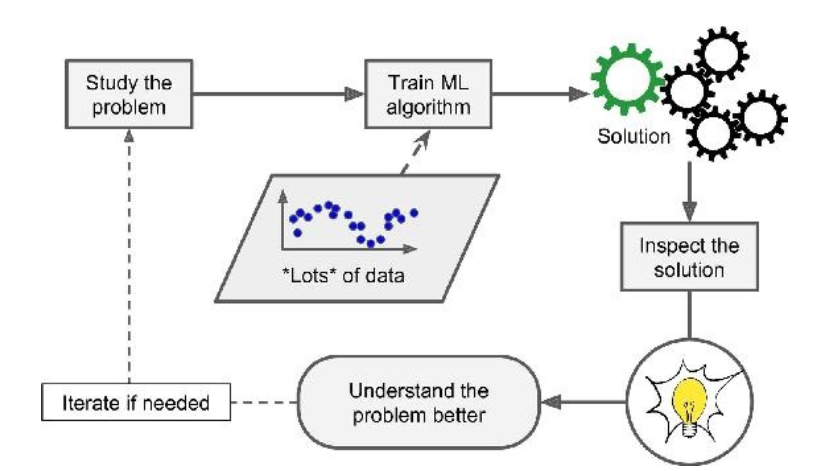 Study the
problem
Train ML
algorithm
Solution
*Lots* of data
Inspect the
solution
Understand the
problem better
Iterate if needed